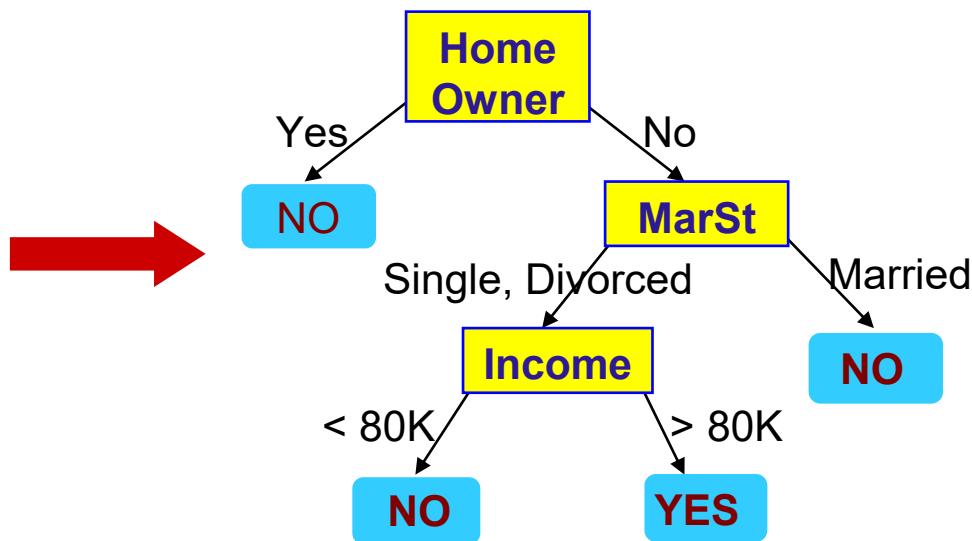 Home
Owner
Yes
No
NO
MarSt
Single, Divorced
Married
Income
NO
< 80K
> 80K
NO
YES